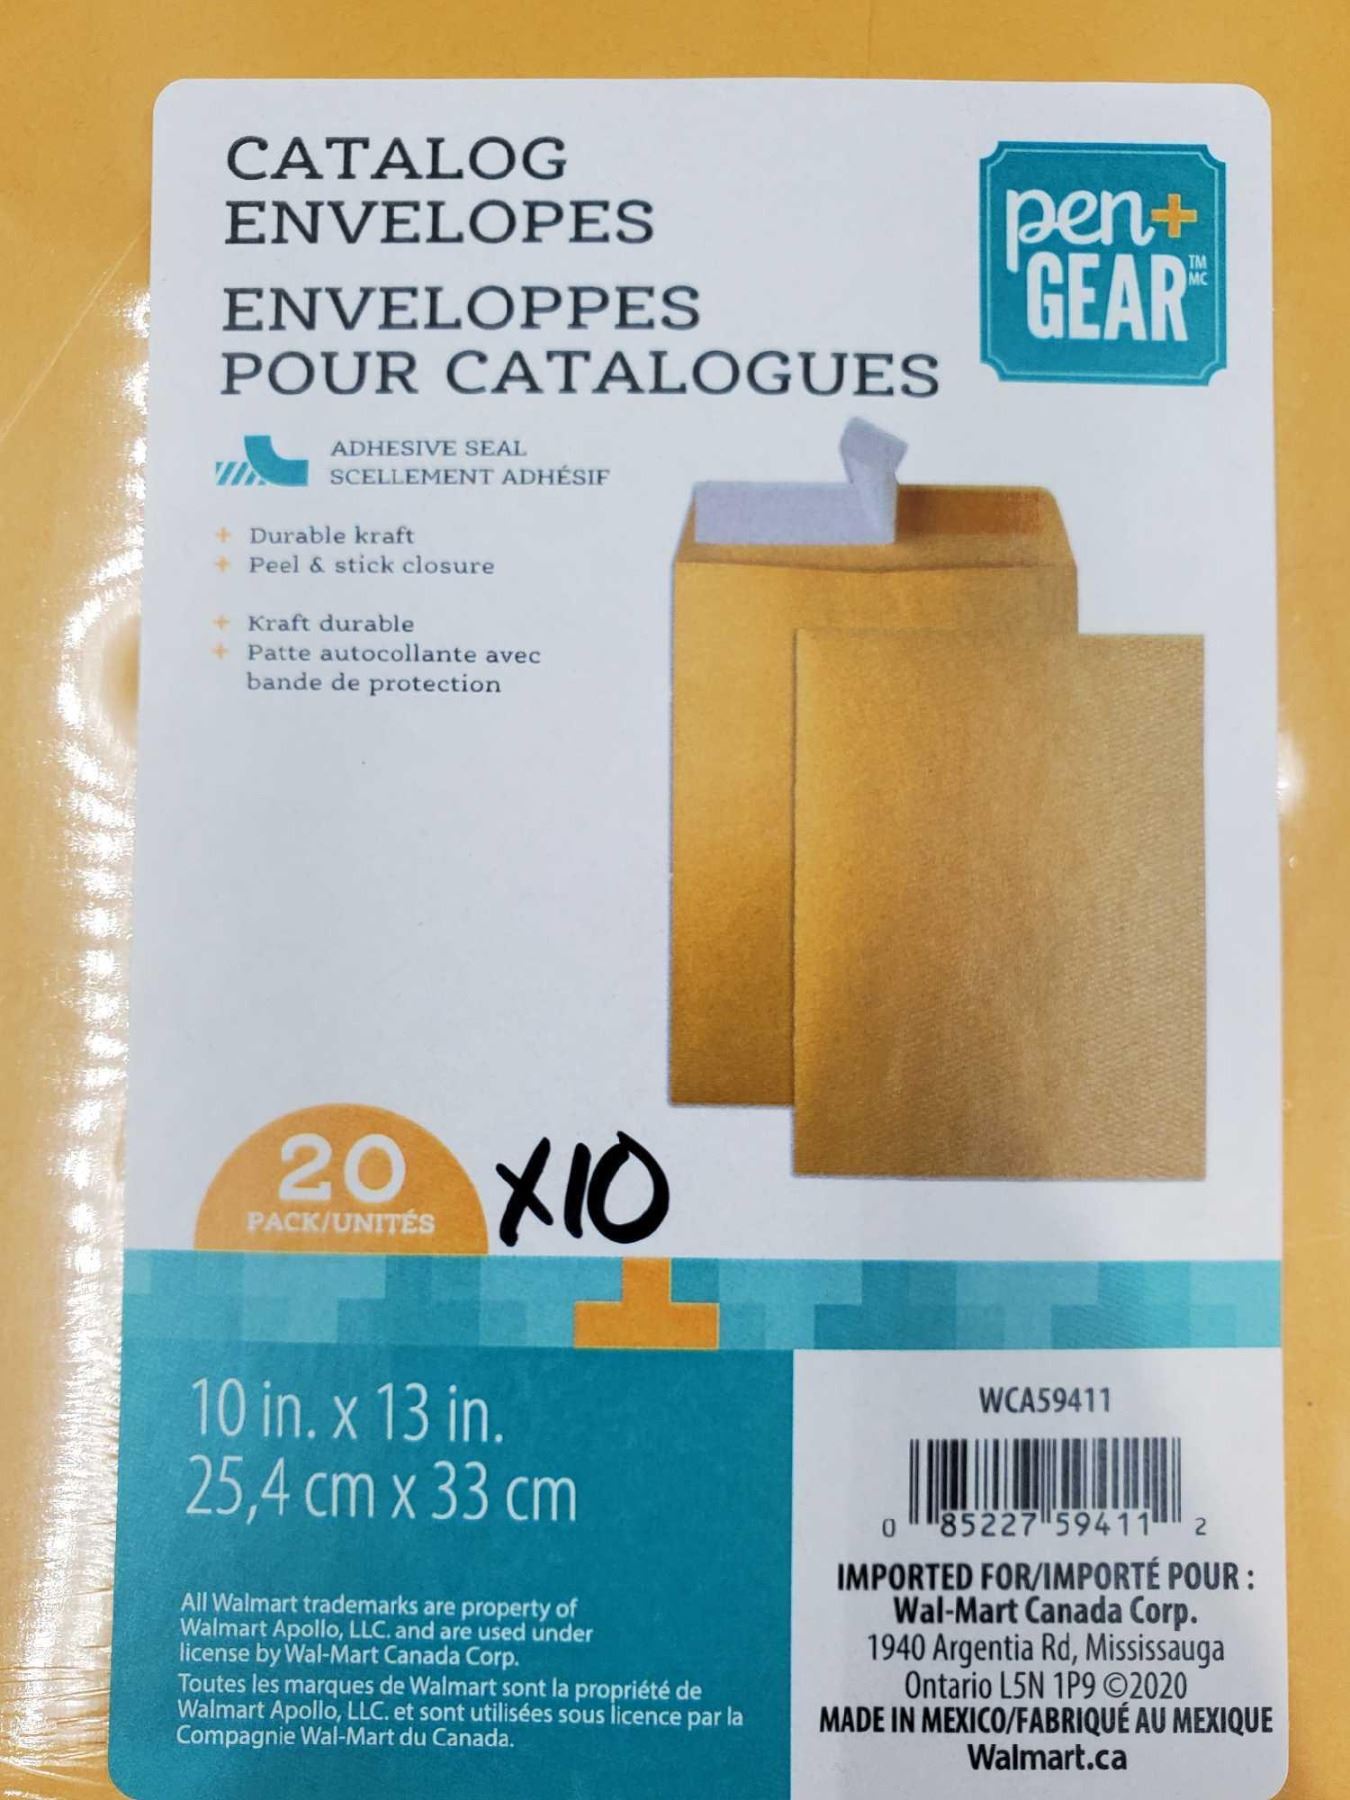 CATALOG
ENVELOPES
ENVELOPPES
POUR CATALOGUES
pen+
GEAR TM
MC
ADHESIVE SEAL
SCELLEMENT ADHÉSIF
+ Durable kraft
+ Peel & stick closure
+ Kraft durable
+ Patte autocollante avec
bande de protection
20
PACK/UNITÉS
X10
10 in. x 13 in.
25,4 cm x 33 cm
All Walmart trademarks are property of
Walmart Apollo, LLC. and are used under
license by Wal-Mart Canada Corp.
Toutes les marques de Walmart sont la propriété de
Walmart Apollo, LLC. et sont utilisées sous licence par la
Compagnie Wal-Mart du Canada.
WCA59411
0 85227 59411 2
IMPORTED FOR/IMPORTÉ POUR :
Wal-Mart Canada Corp.
1940 Argentia Rd, Mississauga
Ontario L5N 1P9 ©2020
MADE IN MEXICO/FABRIQUÉ AU MEXIQUE
Walmart.ca